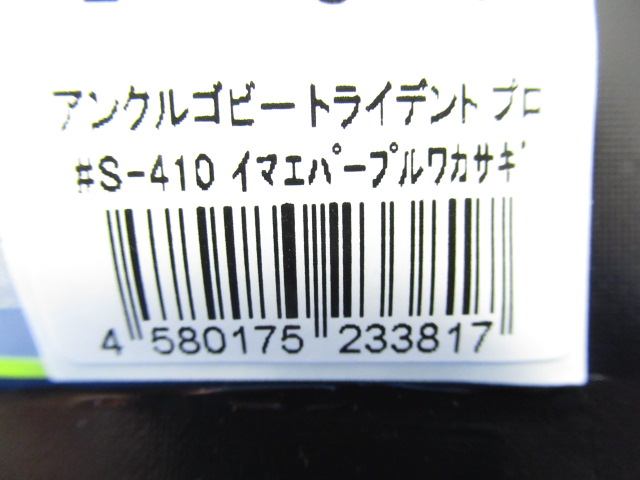 アンクルゴビートライデント プロ
#S-410 イマエパープルワカサギ
4 580175 233817